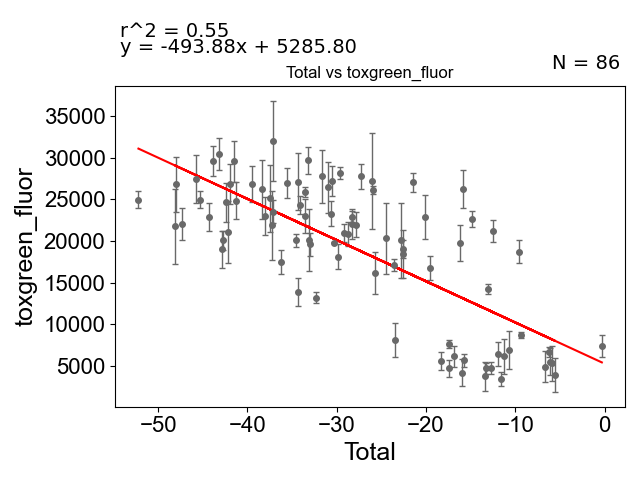 r^2 = 0.55
y = -493.88x + 5285.80
N = 86
Total vs toxgreen_fluor
35000
30000
25000
20000
15000
10000
5000
toxgreen_fluor
−50 −40 −30 −20 −10 0
Total